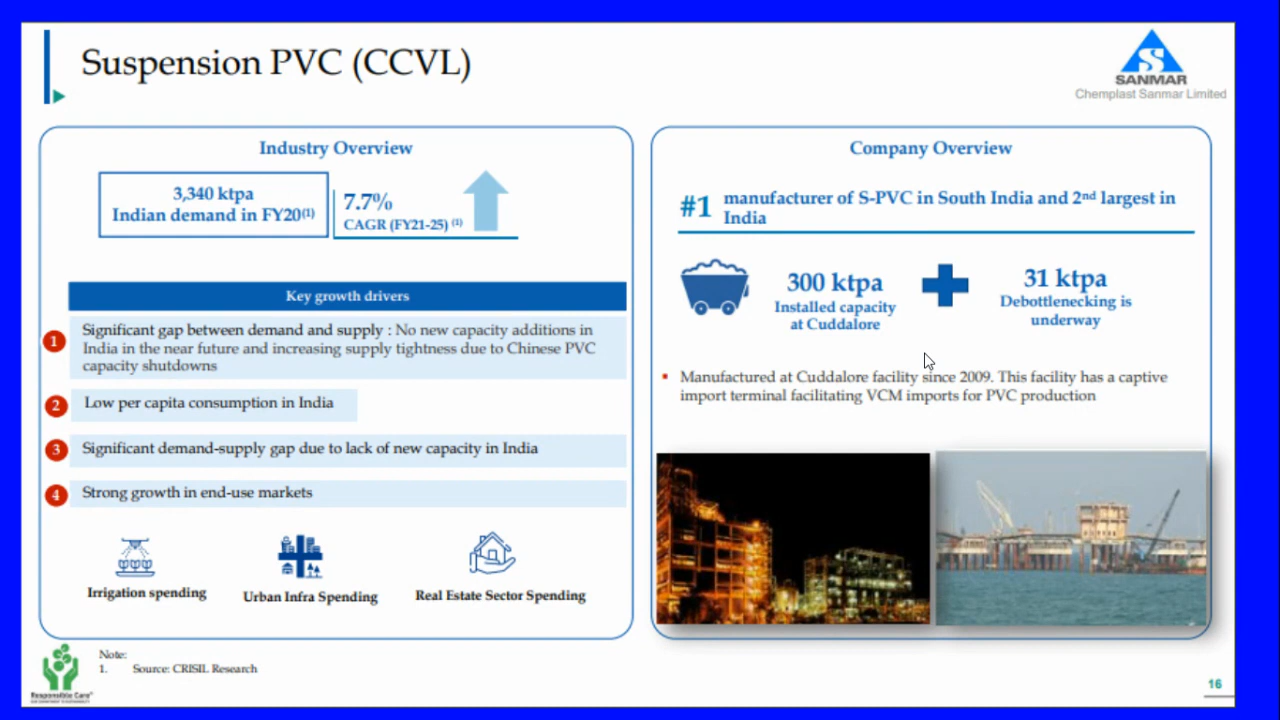 Suspension PVC (CCVL)
SANMAR
Chemplast Sanmar Limited
Industry Overview
3,340 ktpa
Indian demand in FY20(1)
7.7%
CAGR (FY21-25) (1)
Key growth drivers
1
Significant gap between demand and supply : No new capacity additions in
India in the near future and increasing supply tightness due to Chinese PVC
capacity shutdowns
2
Low per capita consumption in India
3
Significant demand-supply gap due to lack of new capacity in India
4
Strong growth in end-use markets
Irrigation spending
Urban Infra Spending
Real Estate Sector Spending
Company Overview
#1
manufacturer of S-PVC in South India and 2nd largest in
India
300 ktpa
Installed capacity
at Cuddalore
31 ktpa
Debottlenecking is
underway
▪ Manufactured at Cuddalore facility since 2009. This facility has a captive
import terminal facilitating VCM imports for PVC production
Responsible Care®
Note:
1. Source: CRISIL Research
16